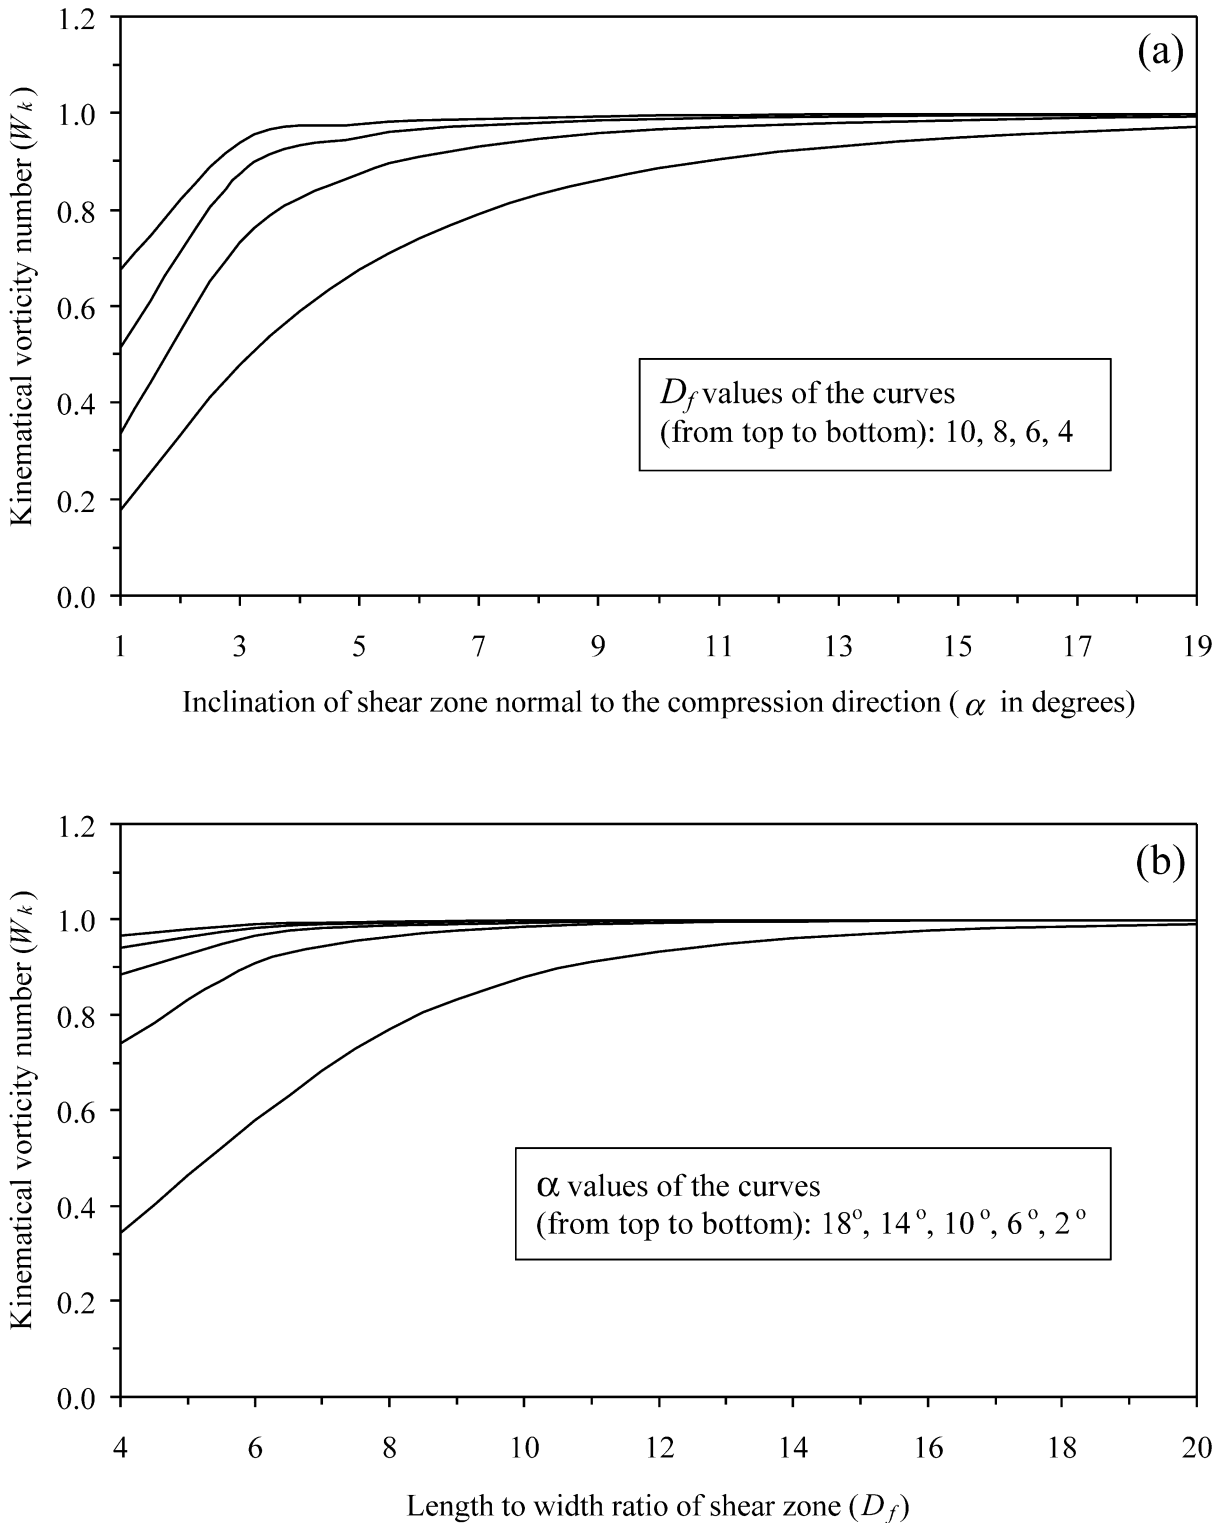 (a)
Kinematical vorticity number (W k)
1.2
1.0
0.8
0.6
0.4
0.2
0.0
D f values of the curves
(from top to bottom): 10, 8, 6, 4
1 3 5 7 9 11 13 15 17 19
Inclination of shear zone normal to the compression direction ( α in degrees)
(b)
Kinematical vorticity number (W k)
1.2
1.0
0.8
0.6
0.4
0.2
0.0
α values of the curves
(from top to bottom): 18°, 14°, 10°, 6°, 2°
4 6 8 10 12 14 16 18 20
Length to width ratio of shear zone (D f)